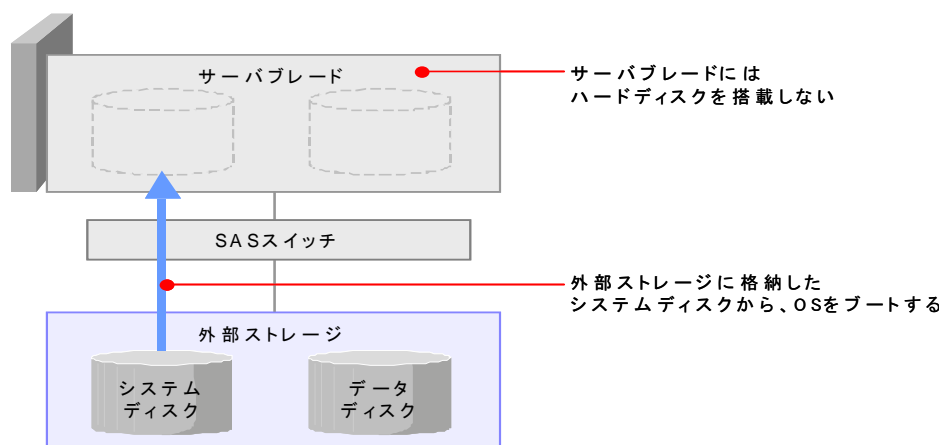 サーバブレード
サーバブレードには
ハードディスクを搭載しない
SASスイッチ
外部ストレージに格納した
システムディスクから、OSをブートする
外部ストレージ
システム
ディスク
データ
ディスク